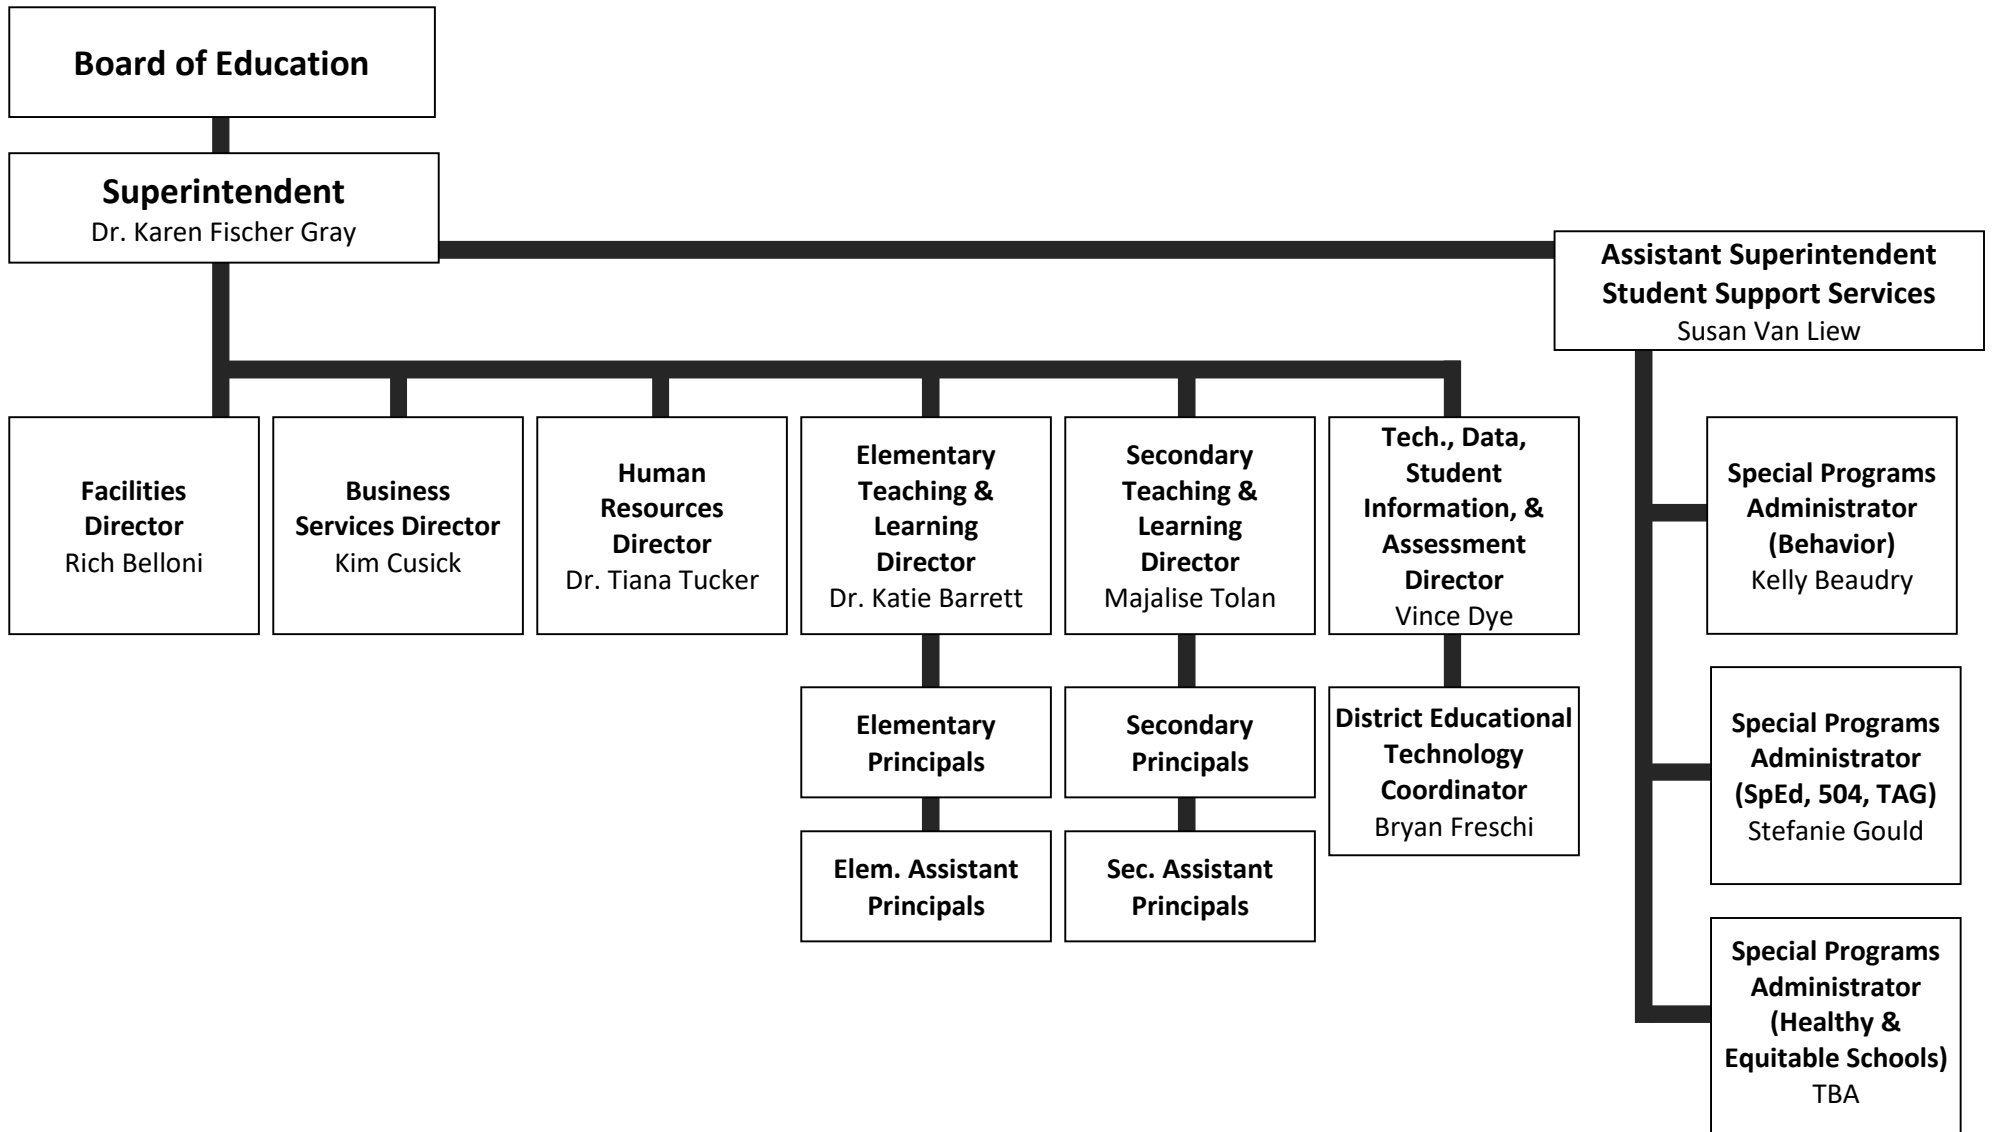 Board of Education
Superintendent
Dr. Karen Fischer Gray
Assistant Superintendent
Student Support Services
Susan Van Liew
Facilities
Director
Rich Belloni
Business
Services Director
Kim Cusick
Human
Resources
Director
Dr. Tiana Tucker
Elementary
Teaching &
Learning
Director
Dr. Katie Barrett
Secondary
Teaching &
Learning
Director
Majalise Tolan
Tech., Data,
Student
Information, &
Assessment
Director
Vince Dye
Special Programs
Administrator
(Behavior)
Kelly Beaudry
Elementary
Principals
Secondary
Principals
District Educational
Technology
Coordinator
Bryan Freschi
Special Programs
Administrator
(SpEd, 504, TAG)
Stefanie Gould
Elem. Assistant
Principals
Sec. Assistant
Principals
Special Programs
Administrator
(Healthy &
Equitable Schools)
TBA